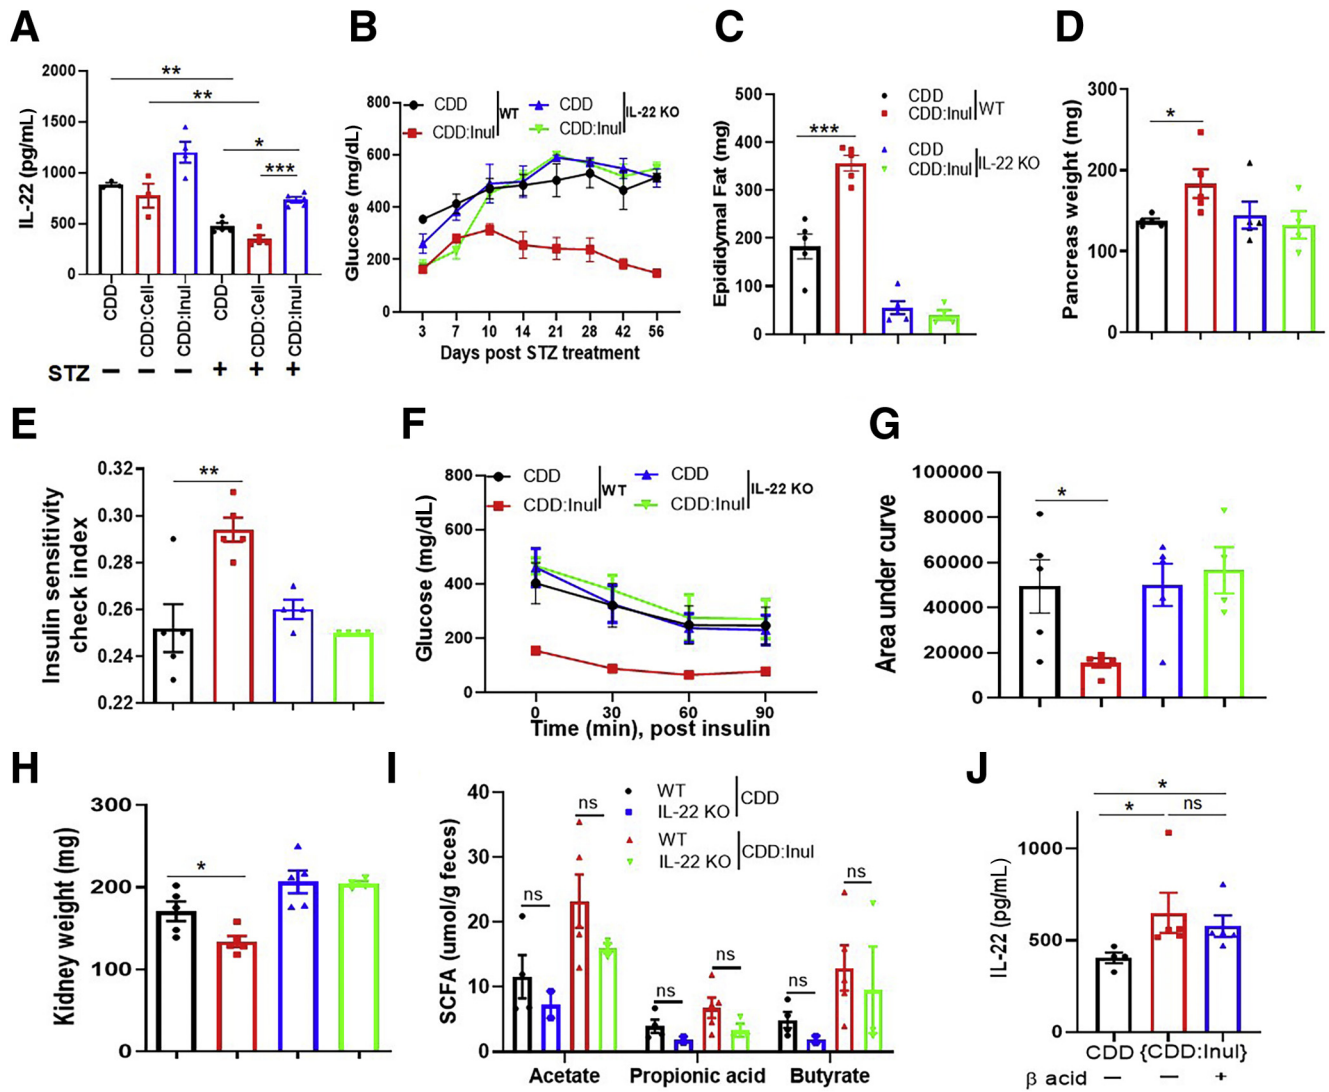 A
IL-22 (pg/mL)
2000
1500
1000
500
0
**
**
*
***
CDD
CDD:Cell
CDD:Inul
CDD
CDD:Cell
CDD:Inul
STZ − − − + + +
B
Glucose (mg/dL)
800
600
400
200
0
CDD
CDD:Inul
WT
CDD
CDD:Inul
IL-22 KO
3 7 10 14 21 28 42 56
Days post STZ treatment
C
Epididymal Fat (mg)
500
400
300
200
100
0
***
CDD
CDD:Inul
WT
CDD
CDD:Inul
IL-22 KO
D
Pancreas weight (mg)
300
200
100
0
*
E
Insulin sensitivity
check index
0.32
0.30
0.28
0.26
0.24
0.22
**
F
Glucose (mg/dL)
800
600
400
200
0
CDD
CDD:Inul
WT
CDD
CDD:Inul
IL-22 KO
0 30 60 90
Time (min), post insulin
G
Area under curve
100000
80000
60000
40000
20000
0
*
H
Kidney weight (mg)
300
200
100
0
*
I
SCFA (umol/g feces)
40
30
20
10
0
WT
IL-22 KO
CDD
WT
IL-22 KO
CDD:Inul
ns
ns
ns
ns
ns
ns
Acetate Propionic acid Butyrate
J
IL-22 (pg/mL)
1000
500
0
*
* ns
CDD {CDD:Inul}
β acid − − +